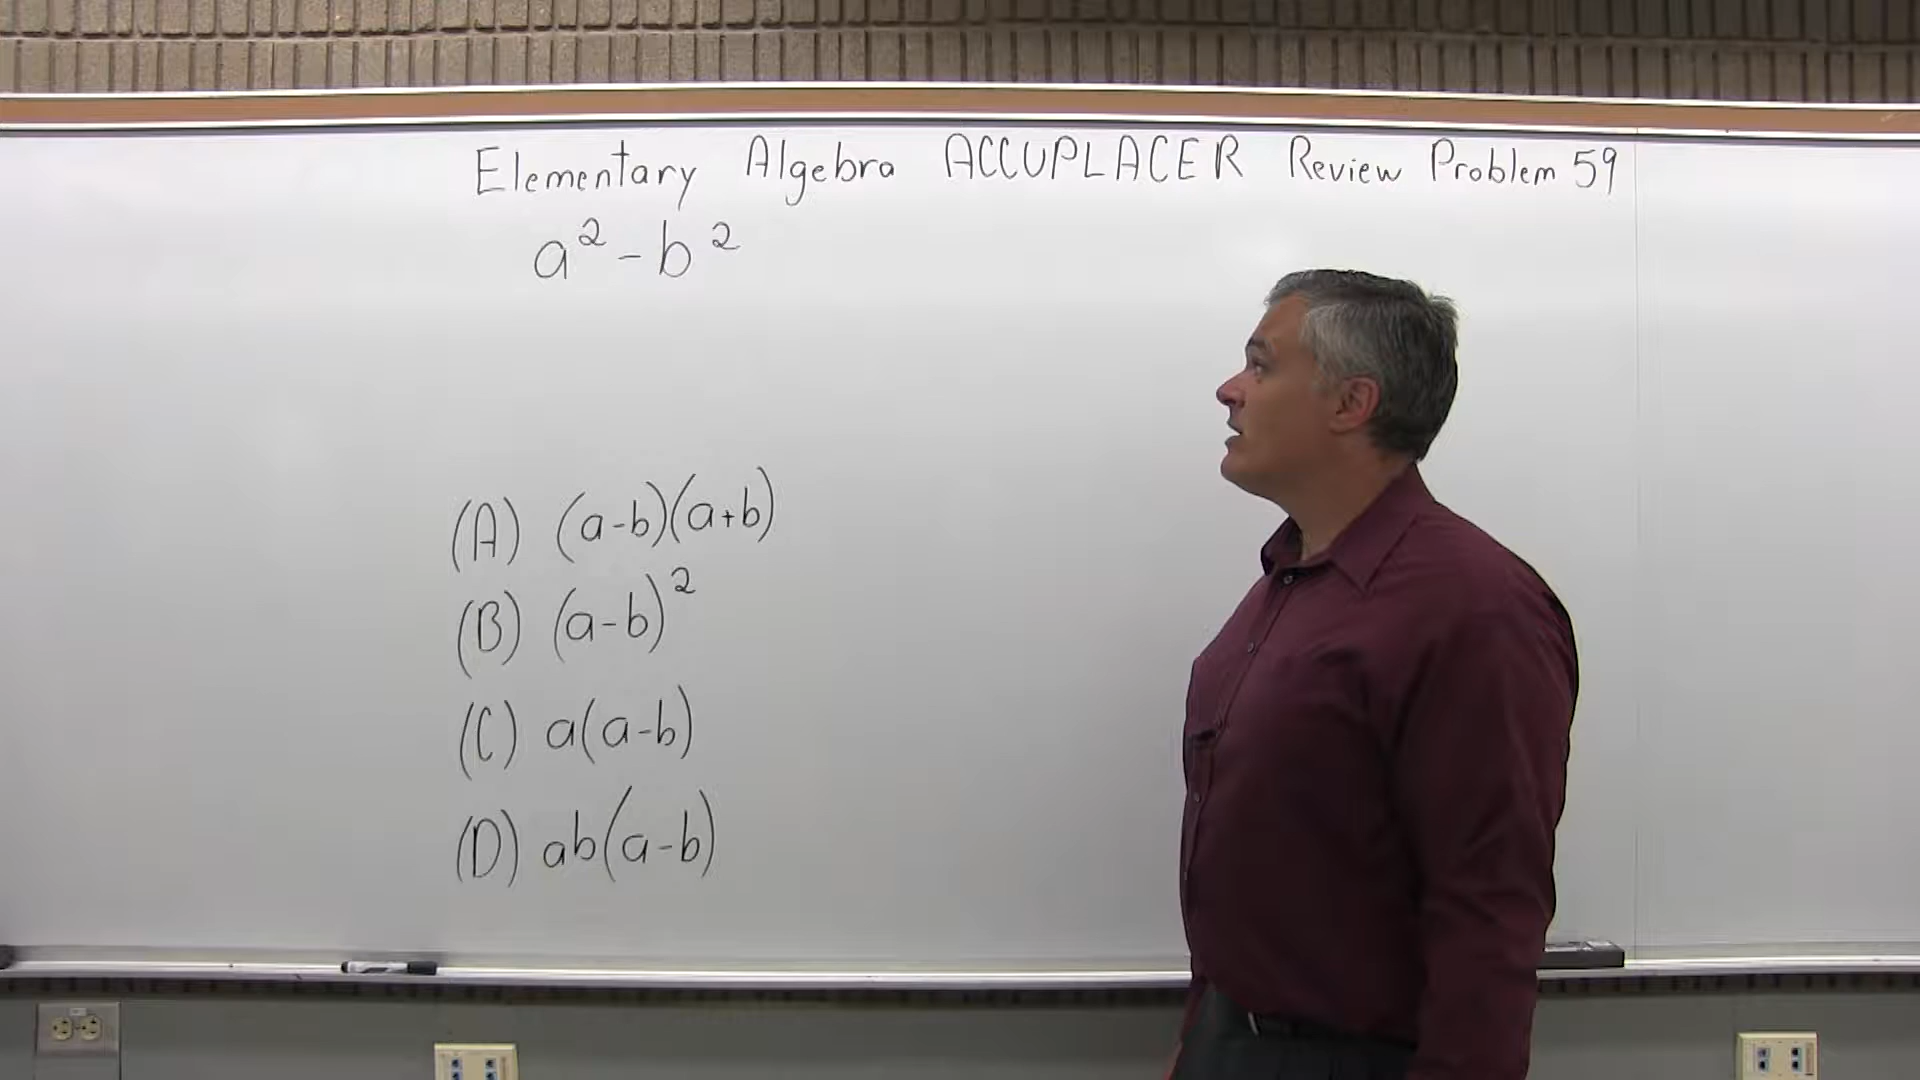 Elementary Algebra ACCUPLACER Review Problem 59
a² - b²
(A) (a-b)(a+b)
(B) (a-b)²
(C) a(a-b)
(D) ab(a-b)